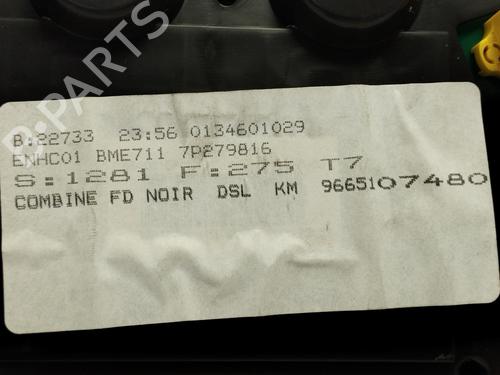 B:22733 23:56 0134601029
ENHC01 BME711 7P279816
S:1281 F:275 T7
COMBINE FD NOIR DSL KM 9665107480
B-PARTS